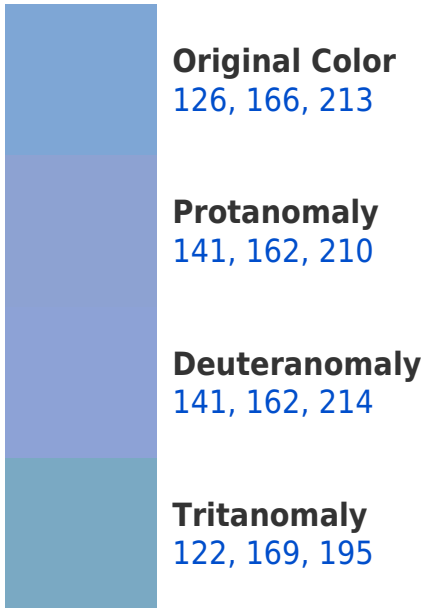 Original Color
126, 166, 213
Protanomaly
141, 162, 210
Deuteranomaly
141, 162, 214
Tritanomaly
122, 169, 195